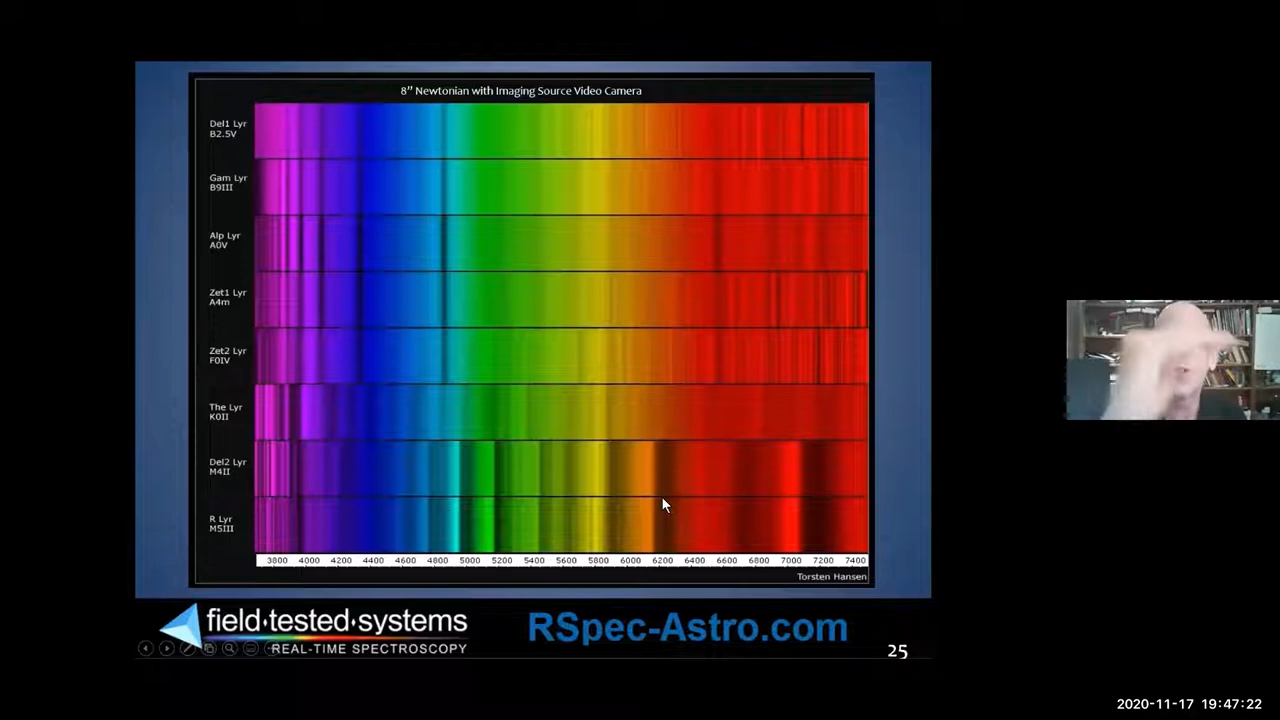 8” Newtonian with Imaging Source Video Camera
Del1 Lyr
B2.5V
Gam Lyr
B9III
Alp Lyr
A0V
Zet1 Lyr
A4m
Zet2 Lyr
F0IV
The Lyr
K0II
Del2 Lyr
M4II
R Lyr
M5III
3800 4000 4200 4400 4600 4800 5000 5200 5400 5600 5800 6000 6200 6400 6600 6800 7000 7200 7400
Torsten Hansen
field·tested·systems
REAL-TIME SPECTROSCOPY
RSpec-Astro.com
25
2020-11-17 19:47:22